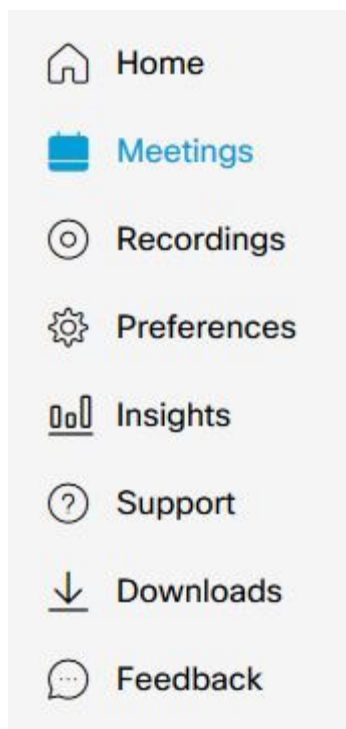 Home
Meetings
Recordings
Preferences
Insights
Support
Downloads
Feedback